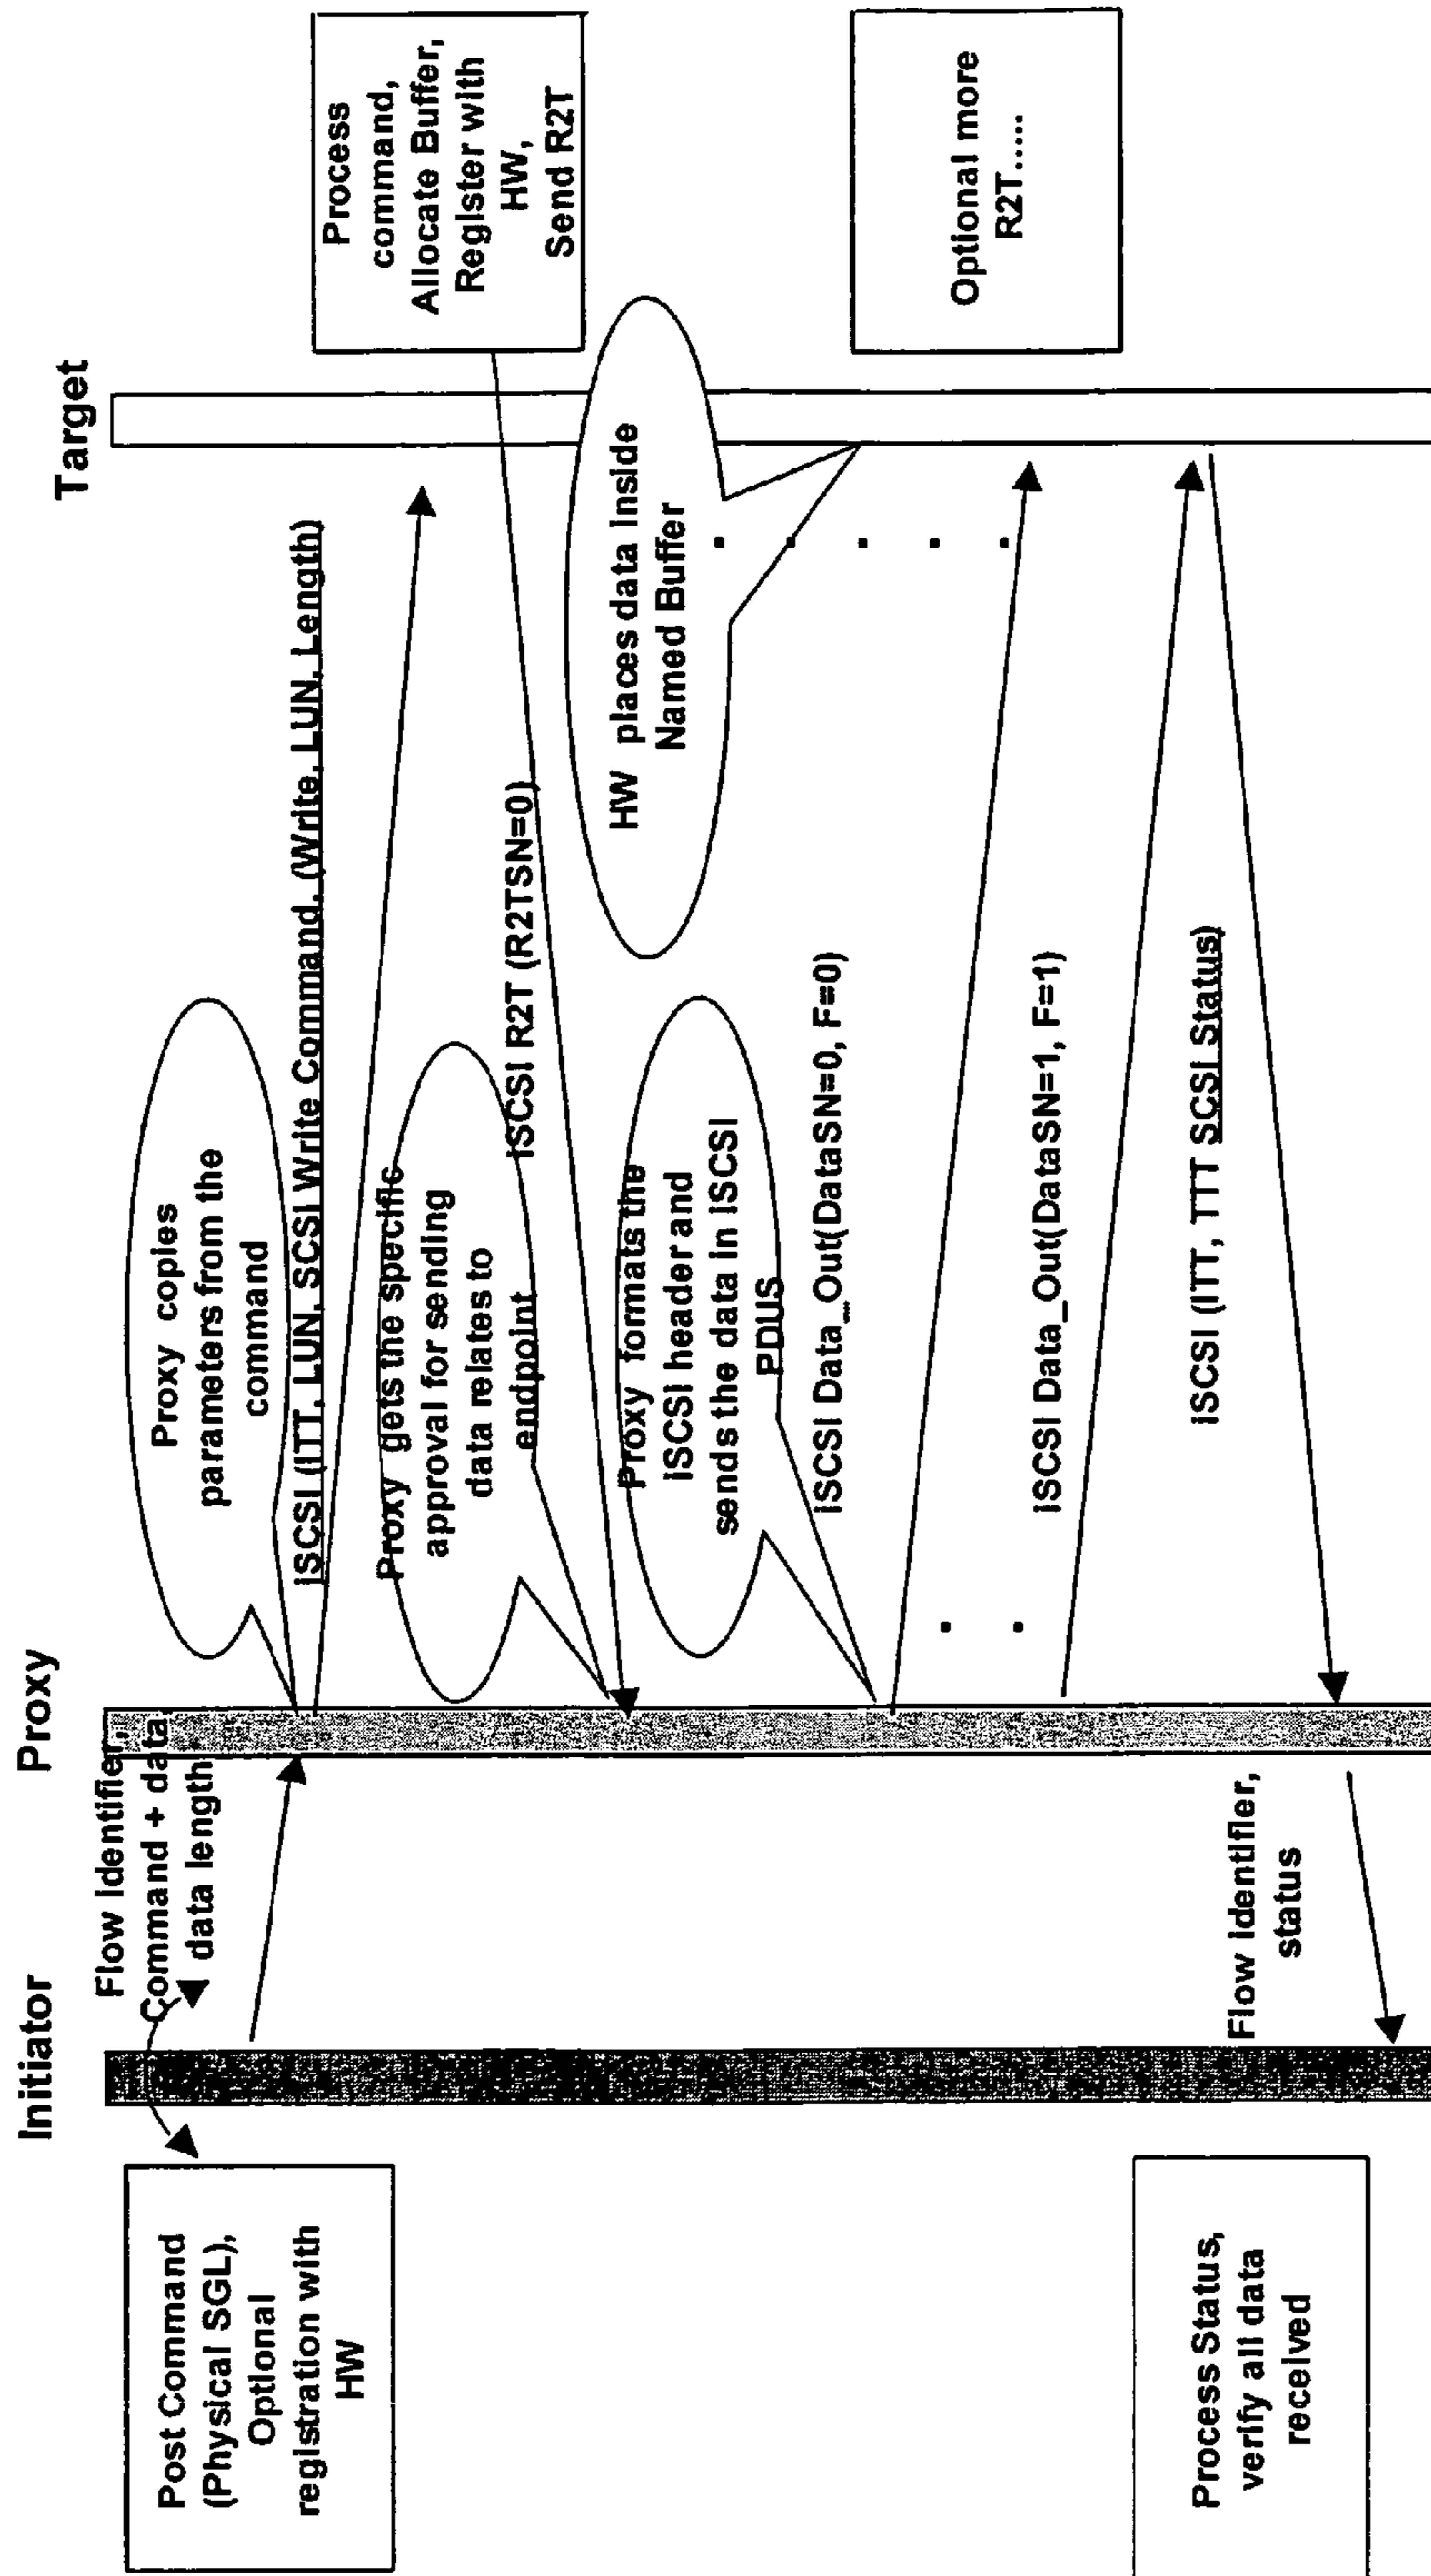 Initiator
Proxy
Target
Post Command
(Physical SGL),
Optional
registration with
HW
Flow Identifier,
Command + data,
data length
Proxy copies
parameters from the
command
iSCSI (ITT, LUN, SCSI Write Command, (Write, LUN, Length)
Process
command,
Allocate Buffer,
Register with
HW,
Send R2T
Proxy gets the specific
approval for sending
data relates to
endpoint
iSCSI R2T (R2TSN=0)
HW places data inside
Named Buffer
Proxy formats the
iSCSI header and
sends the data in iSCSI
PDUS
iSCSI Data_Out(DataSN=0, F=0)
Optional more
R2T.....
iSCSI Data_Out(DataSN=1, F=1)
iSCSI (ITT, TTT SCSI Status)
Flow identifier,
status
Process Status,
verify all data
received